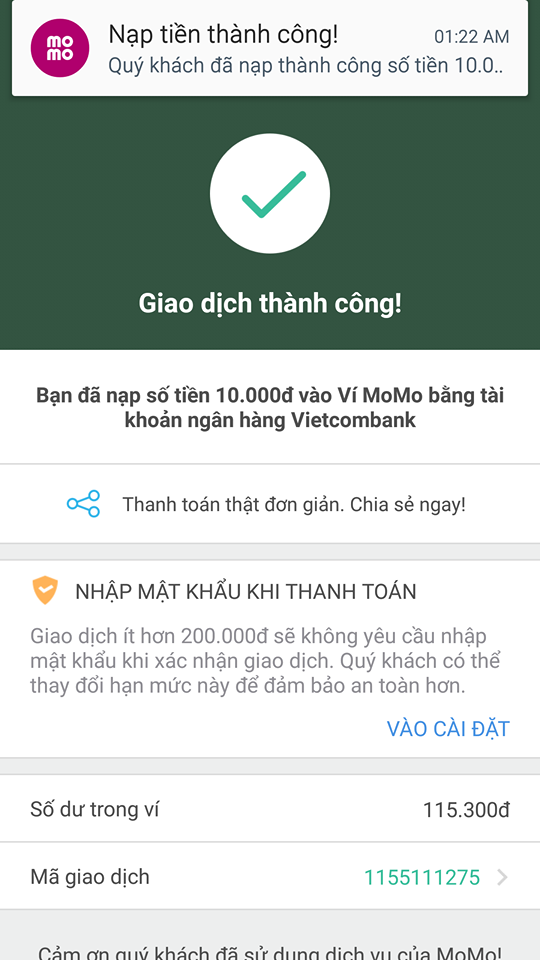 mo
mo
Nạp tiền thành công!
01:22 AM
Quý khách đã nạp thành công số tiền 10.0..
Giao dịch thành công!
Bạn đã nạp số tiền 10.000đ vào Ví MoMo bằng tài
khoản ngân hàng Vietcombank
Thanh toán thật đơn giản. Chia sẻ ngay!
NHẬP MẬT KHẨU KHI THANH TOÁN
Giao dịch ít hơn 200.000đ sẽ không yêu cầu nhập
mật khẩu khi xác nhận giao dịch. Quý khách có thể
thay đổi hạn mức này để đảm bảo an toàn hơn.
VÀO CÀI ĐẶT
Số dư trong ví
115.300đ
Mã giao dịch
1155111275
Cảm ơn quý khách đã sử dụng dịch vụ của MoMo!